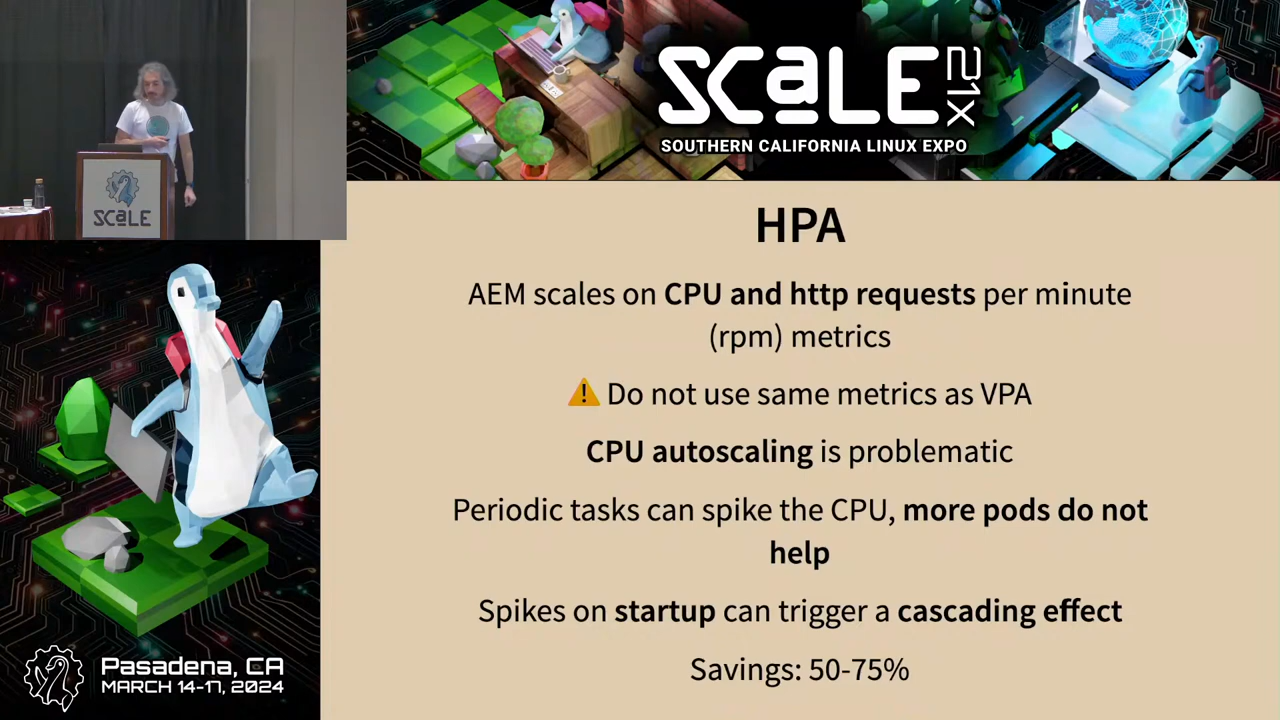 SCaLE 21X
SOUTHERN CALIFORNIA LINUX EXPO
SCaLE
HPA
AEM scales on CPU and http requests per minute
(rpm) metrics
⚠ Do not use same metrics as VPA
CPU autoscaling is problematic
Periodic tasks can spike the CPU, more pods do not
help
Spikes on startup can trigger a cascading effect
Savings: 50-75%
Pasadena, CA
MARCH 14-17, 2024